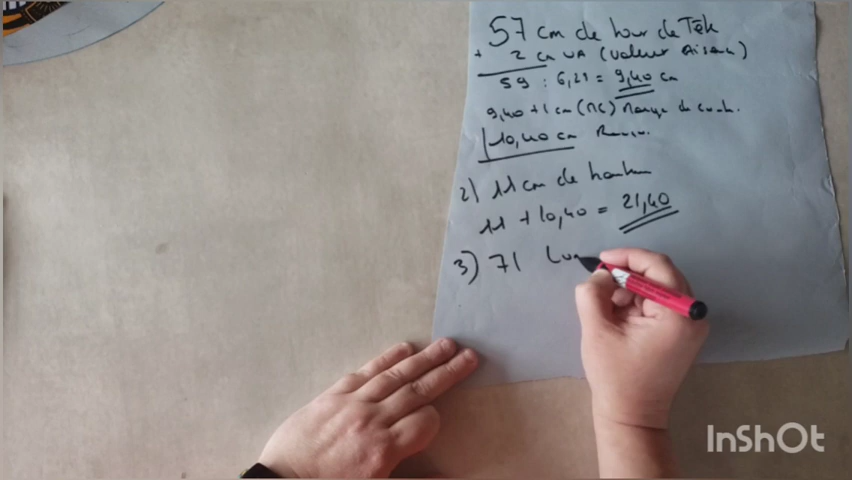 57 cm de tour de Tête
+ 2 cm VA (valeur Aisance)
59 : 6,29 = 9,40 cm
9,40 + 1 cm (MC) Marge de cout.
10,40 cm
2) 11 cm de hauteur
11 + 10,40 = 21,40
3) 71
InShOt